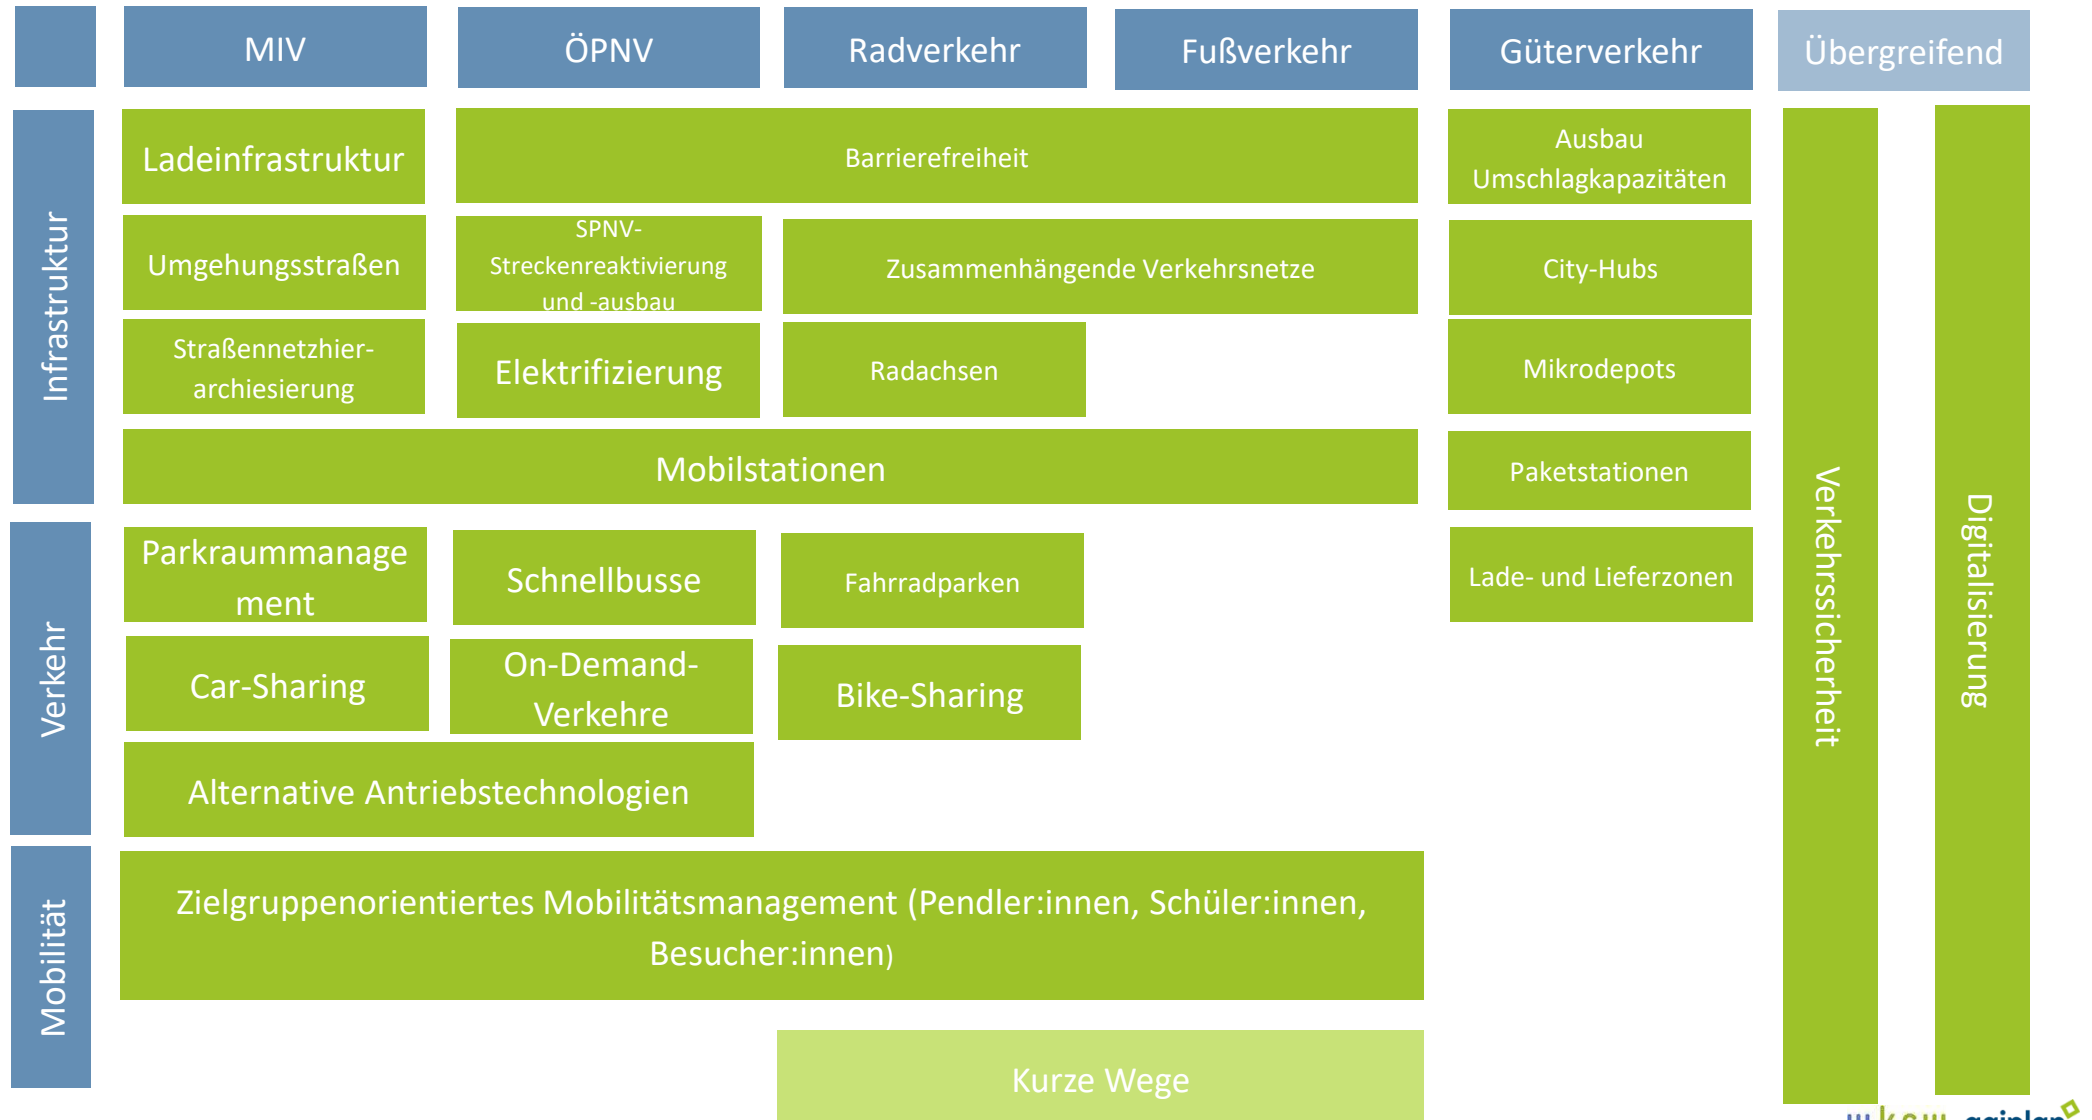 MIV
ÖPNV
Radverkehr
Fußverkehr
Güterverkehr
Übergreifend
Infrastruktur
Ladeinfrastruktur
Barrierefreiheit
Ausbau
Umschlagkapazitäten
Umgehungsstraßen
SPNV-
Streckenreaktivierung
und -ausbau
Zusammenhängende Verkehrsnetze
City-Hubs
Straßennetzhier-
archiesierung
Elektrifizierung
Radachsen
Mikrodepots
Mobilstationen
Paketstationen
Verkehr
Parkraummanage
ment
Schnellbusse
Fahrradparken
Lade- und Lieferzonen
Car-Sharing
On-Demand-
Verkehre
Bike-Sharing
Alternative Antriebstechnologien
Mobilität
Zielgruppenorientiertes Mobilitätsmanagement (Pendler:innen, Schüler:innen,
Besucher:innen)
Kurze Wege
Verkehrssicherheit
Digitalisierung